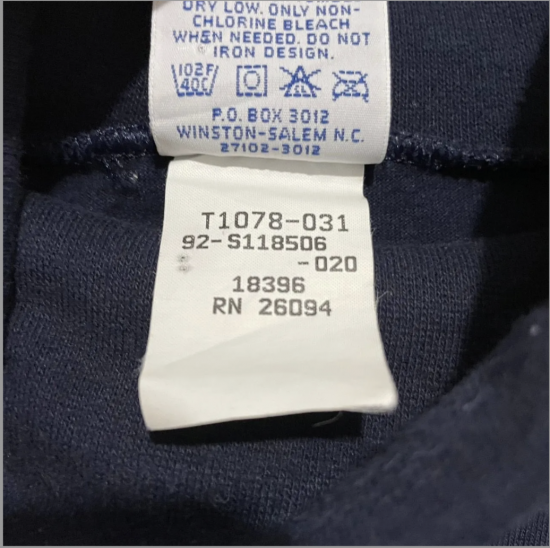 DRY LOW. ONLY NON-
CHLORINE BLEACH
WHEN NEEDED. DO NOT
IRON DESIGN.
102F
40C
CL
P.O. BOX 3012
WINSTON-SALEM N.C.
27102-3012
T1078-031
92-S118506
-020
18396
RN 26094